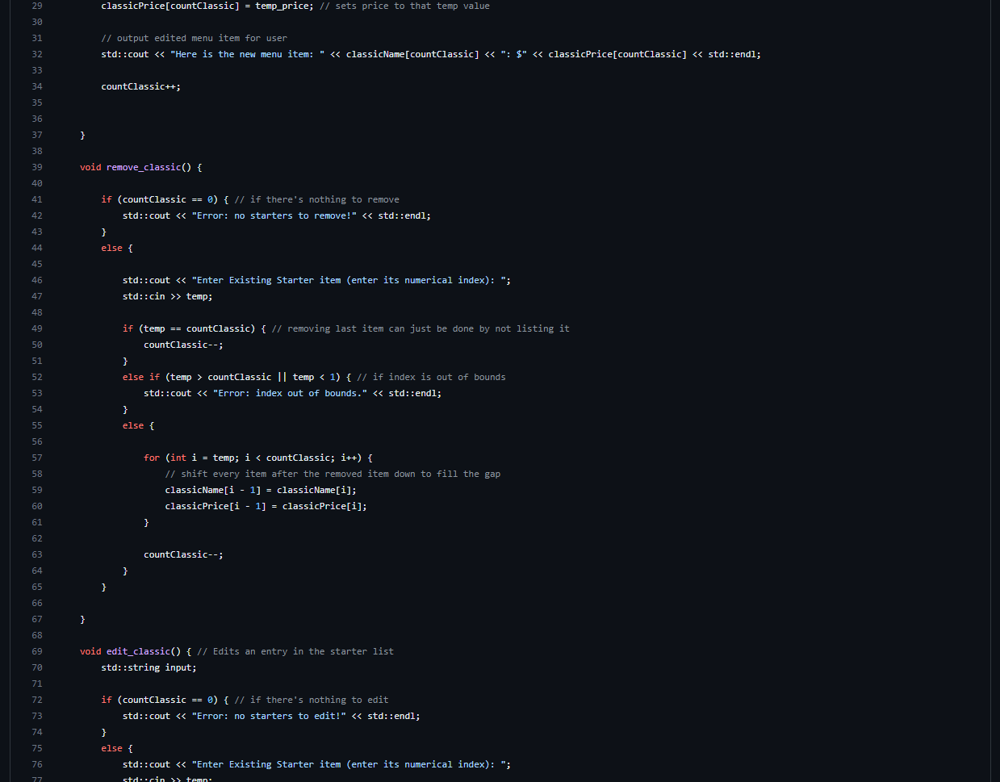 29 classicPrice[countClassic] = temp_price; // sets price to that temp value
30
31 // output edited menu item for user
32 std::cout << "Here is the new menu item: " << classicName[countClassic] << ": $" << classicPrice[countClassic] << std::endl;
33
34 countClassic++;
35
36
37 }
38
39 void remove_classic() {
40
41 if (countClassic == 0) { // if there's nothing to remove
42 std::cout << "Error: no starters to remove!" << std::endl;
43 }
44 else {
45
46 std::cout << "Enter Existing Starter item (enter its numerical index): ";
47 std::cin >> temp;
48
49 if (temp == countClassic) { // removing last item can just be done by not listing it
50 countClassic--;
51 }
52 else if (temp > countClassic || temp < 1) { // if index is out of bounds
53 std::cout << "Error: index out of bounds." << std::endl;
54 }
55 else {
56
57 for (int i = temp; i < countClassic; i++) {
58 // shift every item after the removed item down to fill the gap
59 classicName[i - 1] = classicName[i];
60 classicPrice[i - 1] = classicPrice[i];
61 }
62
63 countClassic--;
64 }
65 }
66
67 }
68
69 void edit_classic() { // Edits an entry in the starter list
70 std::string input;
71
72 if (countClassic == 0) { // if there's nothing to edit
73 std::cout << "Error: no starters to edit!" << std::endl;
74 }
75 else {
76 std::cout << "Enter Existing Starter item (enter its numerical index): ";
77 std::cin >> temp;